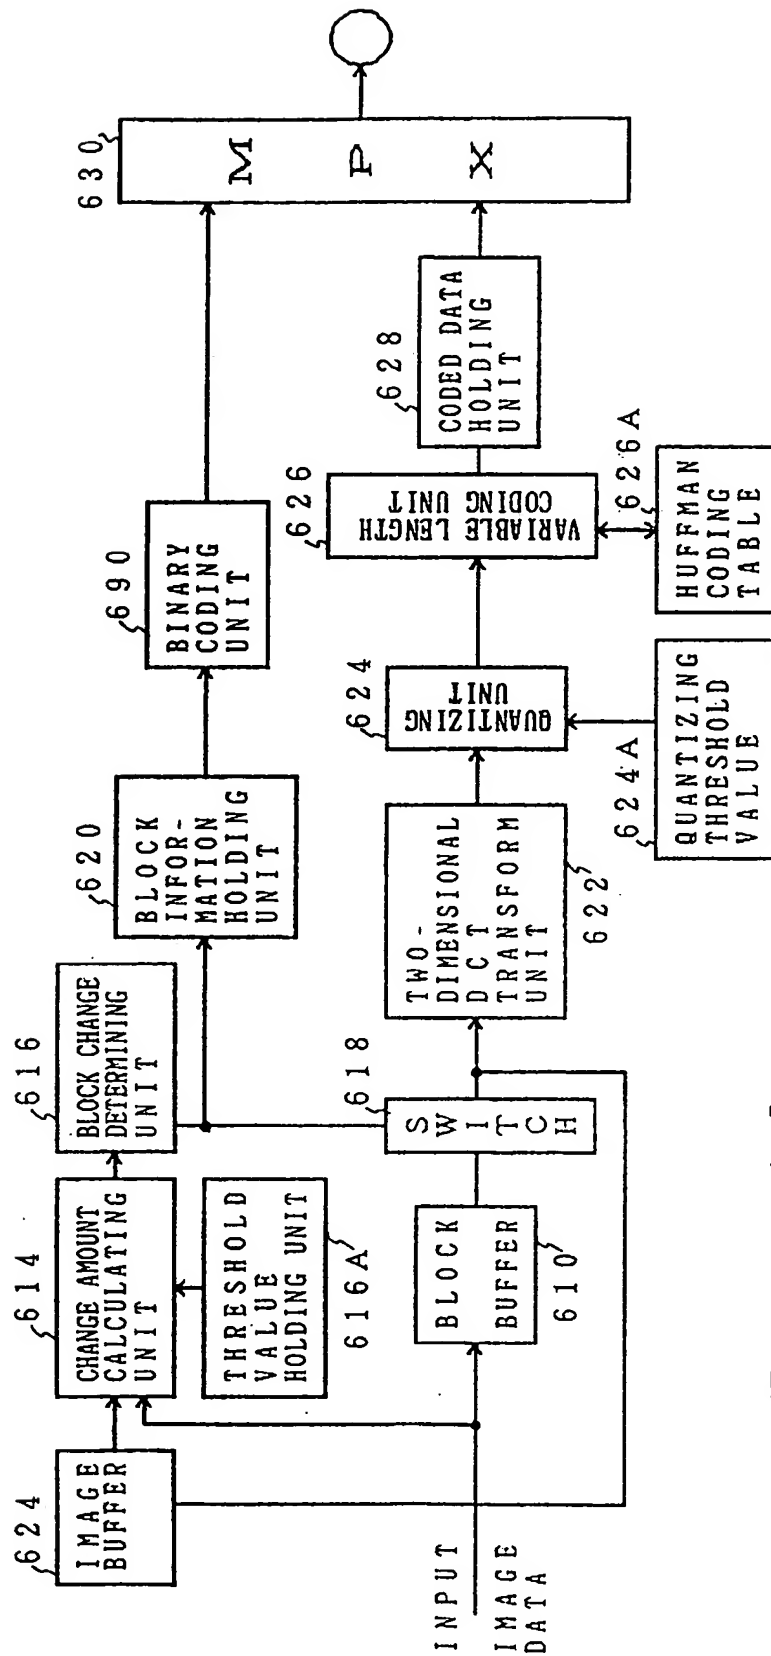 624
IMAGE
BUFFER
614
CHANGE AMOUNT
CALCULATING
UNIT
616
BLOCK CHANGE
DETERMINING
UNIT
620
BLOCK
INFOR-
MATION
HOLDING
UNIT
690
BINARY
CODING
UNIT
630
MPX
THRESHOLD
VALUE
HOLDING UNIT
616A
INPUT
IMAGE
DATA
BLOCK
BUFFER
610
618
SWITCH
TWO-
DIMENSIONAL
DCT
TRANSFORM
UNIT
622
624
QUANTIZING
UNIT
624A
QUANTIZING
THRESHOLD
VALUE
626
VARIABLE LENGTH
CODING UNIT
626A
HUFFMAN
CODING
TABLE
628
CODED DATA
HOLDING
UNIT